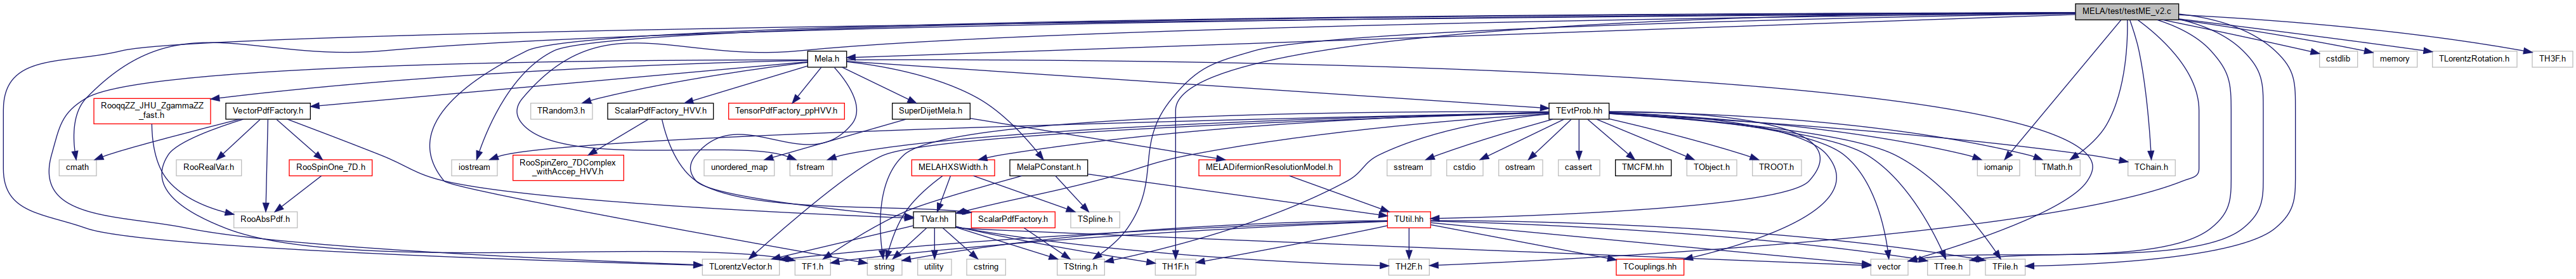 MELA/test/testME_v2.c
Mela.h
cstdlib
memory
TLorentzRotation.h
TH3F.h
RooqqZZ_JHU_ZgammaZZ
_fast.h
VectorPdfFactory.h
TRandom3.h
ScalarPdfFactory_HVV.h
TensorPdfFactory_ppHVV.h
SuperDijetMela.h
TEvtProb.hh
cmath
RooRealVar.h
RooSpinOne_7D.h
iostream
RooSpinZero_7DComplex
_withAccep_HVV.h
unordered_map
fstream
MELAHXSWidth.h
MelaPConstant.h
MELADifermionResolutionModel.h
sstream
cstdio
ostream
cassert
TMCFM.hh
TObject.h
TROOT.h
iomanip
TMath.h
TChain.h
RooAbsPdf.h
TVar.hh
ScalarPdfFactory.h
TSpline.h
TUtil.hh
TLorentzVector.h
TF1.h
string
utility
cstring
TString.h
TH1F.h
TH2F.h
TCouplings.hh
vector
TTree.h
TFile.h